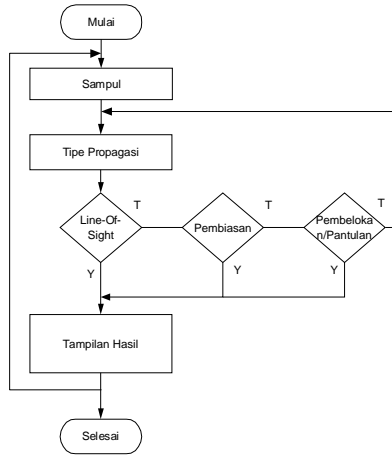 Mulai
Sampul
Tipe Propagasi
Line-Of-
Sight
T
Pembiasan
T
Pembeloka
n/Pantulan
T
Y
Y
Y
Tampilan Hasil
Selesai